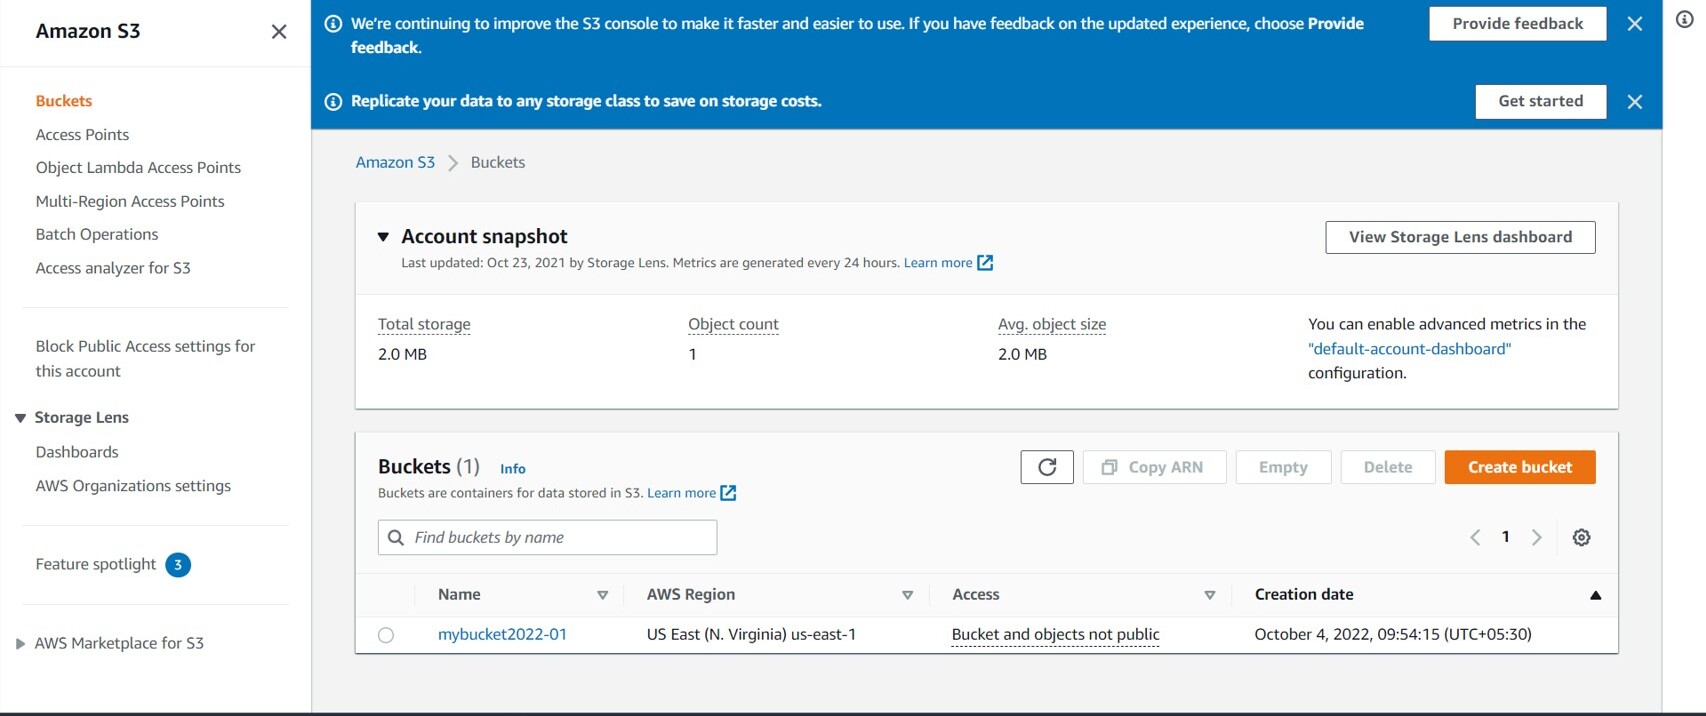 Amazon S3
Buckets
Access Points
Object Lambda Access Points
Multi-Region Access Points
Batch Operations
Access analyzer for S3
Block Public Access settings for
this account
Storage Lens
Dashboards
AWS Organizations settings
Feature spotlight 3
AWS Marketplace for S3
We're continuing to improve the S3 console to make it faster and easier to use. If you have feedback on the updated experience, choose Provide
feedback.
Provide feedback
Replicate your data to any storage class to save on storage costs.
Get started
Amazon S3 Buckets
Account snapshot
View Storage Lens dashboard
Last updated: Oct 23, 2021 by Storage Lens. Metrics are generated every 24 hours. Learn more
Total storage
2.0 MB
Object count
1
Avg. object size
2.0 MB
You can enable advanced metrics in the
"default-account-dashboard"
configuration.
Buckets (1) Info
Buckets are containers for data stored in S3. Learn more
Copy ARN
Empty
Delete
Create bucket
Find buckets by name
1
Name AWS Region Access Creation date
mybucket2022-01 US East (N. Virginia) us-east-1 Bucket and objects not public October 4, 2022, 09:54:15 (UTC+05:30)